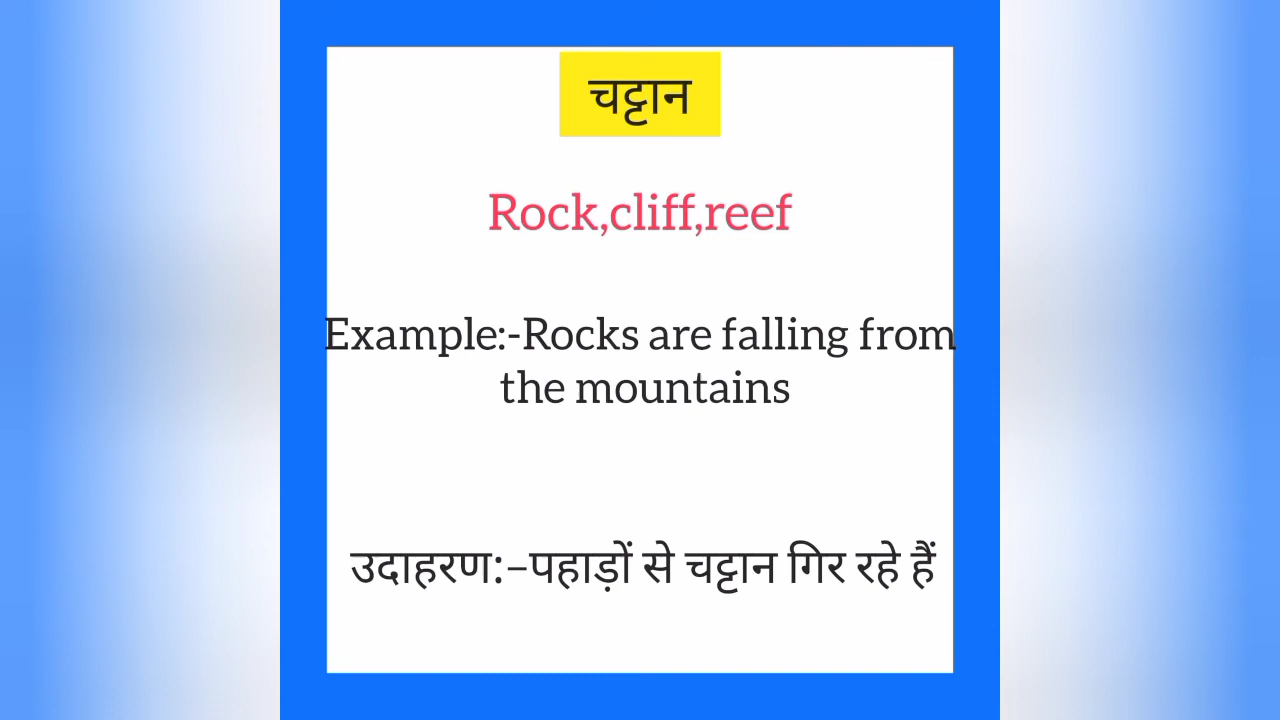 चट्टान
Rock,cliff,reef
Example:-Rocks are falling from
the mountains
उदाहरण:–पहाड़ों से चट्टान गिर रहे हैं